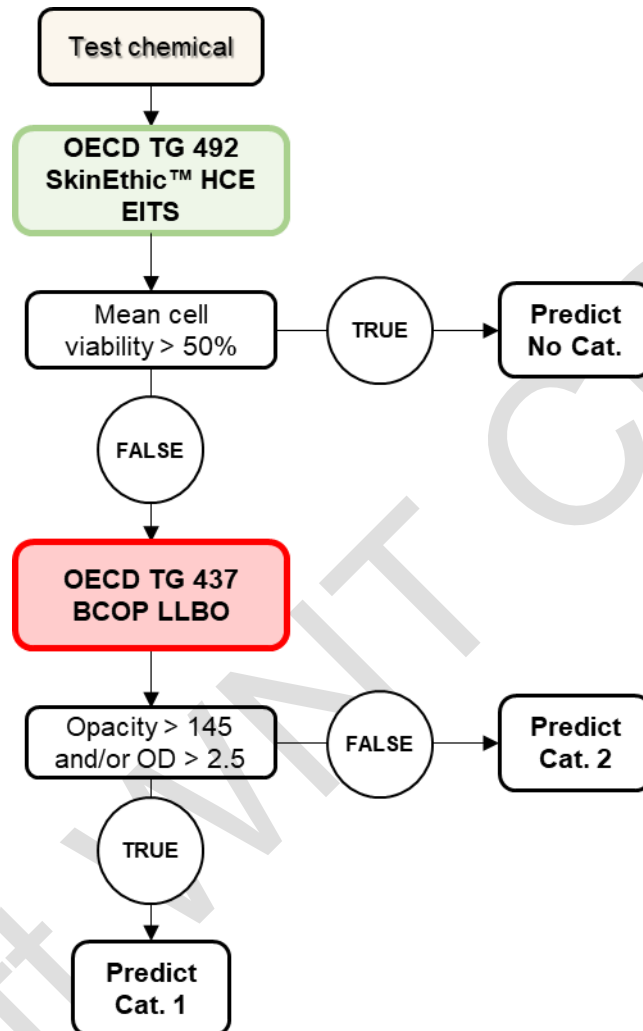 Test chemical
OECD TG 492
SkinEthic™ HCE
EITS
Mean cell
viability > 50%
TRUE
Predict
No Cat.
FALSE
OECD TG 437
BCOP LLBO
Opacity > 145
and/or OD > 2.5
FALSE
Predict
Cat. 2
TRUE
Predict
Cat. 1
WNT